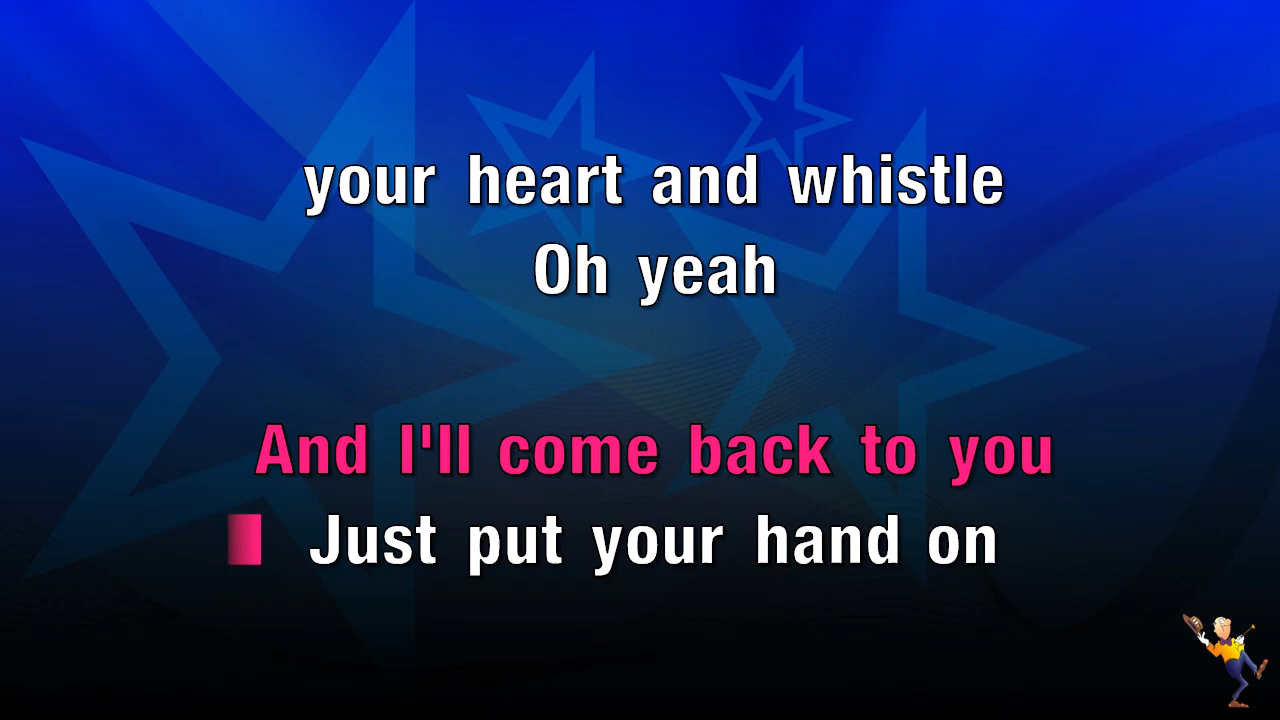 your heart and whistle
Oh yeah
And I'll come back to you
Just put your hand on